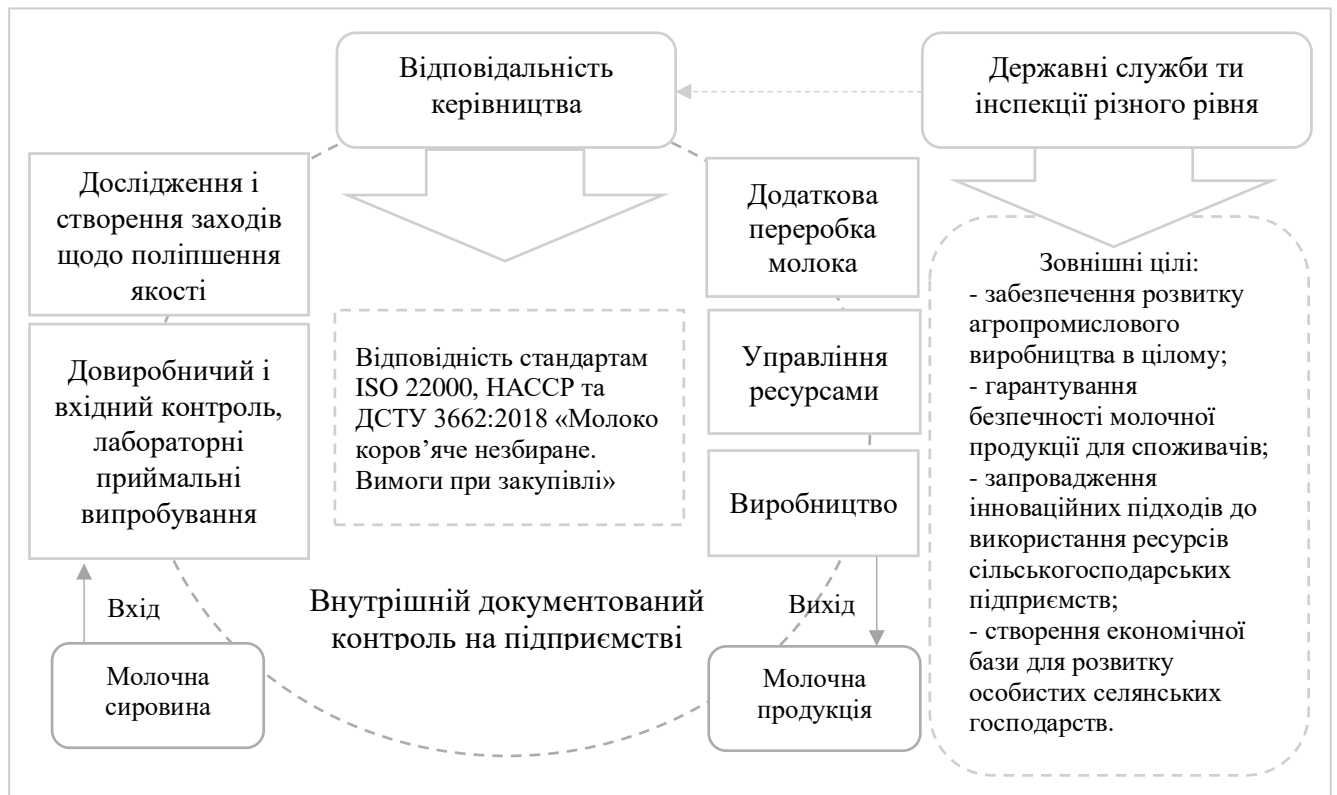 Відповідальність
керівництва
Державні служби ти
інспекції різного рівня
Дослідження і
створення заходів
щодо поліпшення
якості
Довиробничий і
вхідний контроль,
лабораторні
приймальні
випробування
Вхід
Молочна
сировина
Відповідність стандартам
ISO 22000, НАССР та
ДСТУ 3662:2018 «Молоко
коров’яче незбиране.
Вимоги при закупівлі»
Внутрішній документований
контроль на підприємстві
Додаткова
переробка
молока
Управління
ресурсами
Виробництво
Вихід
Молочна
продукція
Зовнішні цілі:
- забезпечення розвитку
агропромислового
виробництва в цілому;
- гарантування
безпечності молочної
продукції для споживачів;
- запровадження
інноваційних підходів до
використання ресурсів
сільськогосподарських
підприємств;
- створення економічної
бази для розвитку
особистих селянських
господарств.